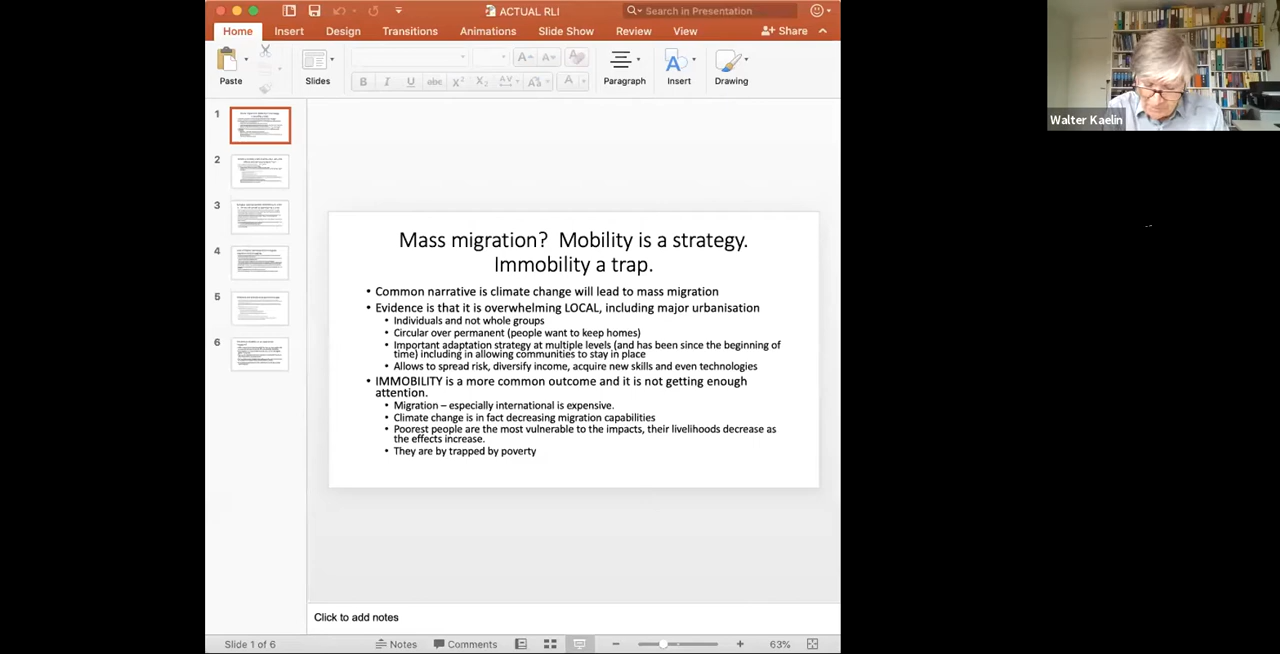 ACTUAL RLI
Search in Presentation
Home Insert Design Transitions Animations Slide Show Review View Share
Paste
Slides
B I U abc X² X₂ AV Aa A
Paragraph
Insert
Drawing
1
2
3
4
5
6
Mass migration? Mobility is a strategy.
Immobility a trap.
• Common narrative is climate change will lead to mass migration
• Evidence is that it is overwhelming LOCAL, including major urbanisation
• Individuals and not whole groups
• Circular over permanent (people want to keep homes)
• Important adaptation strategy at multiple levels (and has been since the beginning of
time) including in allowing communities to stay in place
• Allows to spread risk, diversify income, acquire new skills and even technologies
• IMMOBILITY is a more common outcome and it is not getting enough
attention.
• Migration – especially international is expensive.
• Climate change is in fact decreasing migration capabilities
• Poorest people are the most vulnerable to the impacts, their livelihoods decrease as
the effects increase.
• They are by trapped by poverty
Click to add notes
Slide 1 of 6 Notes Comments 63%
Walter Kaelin